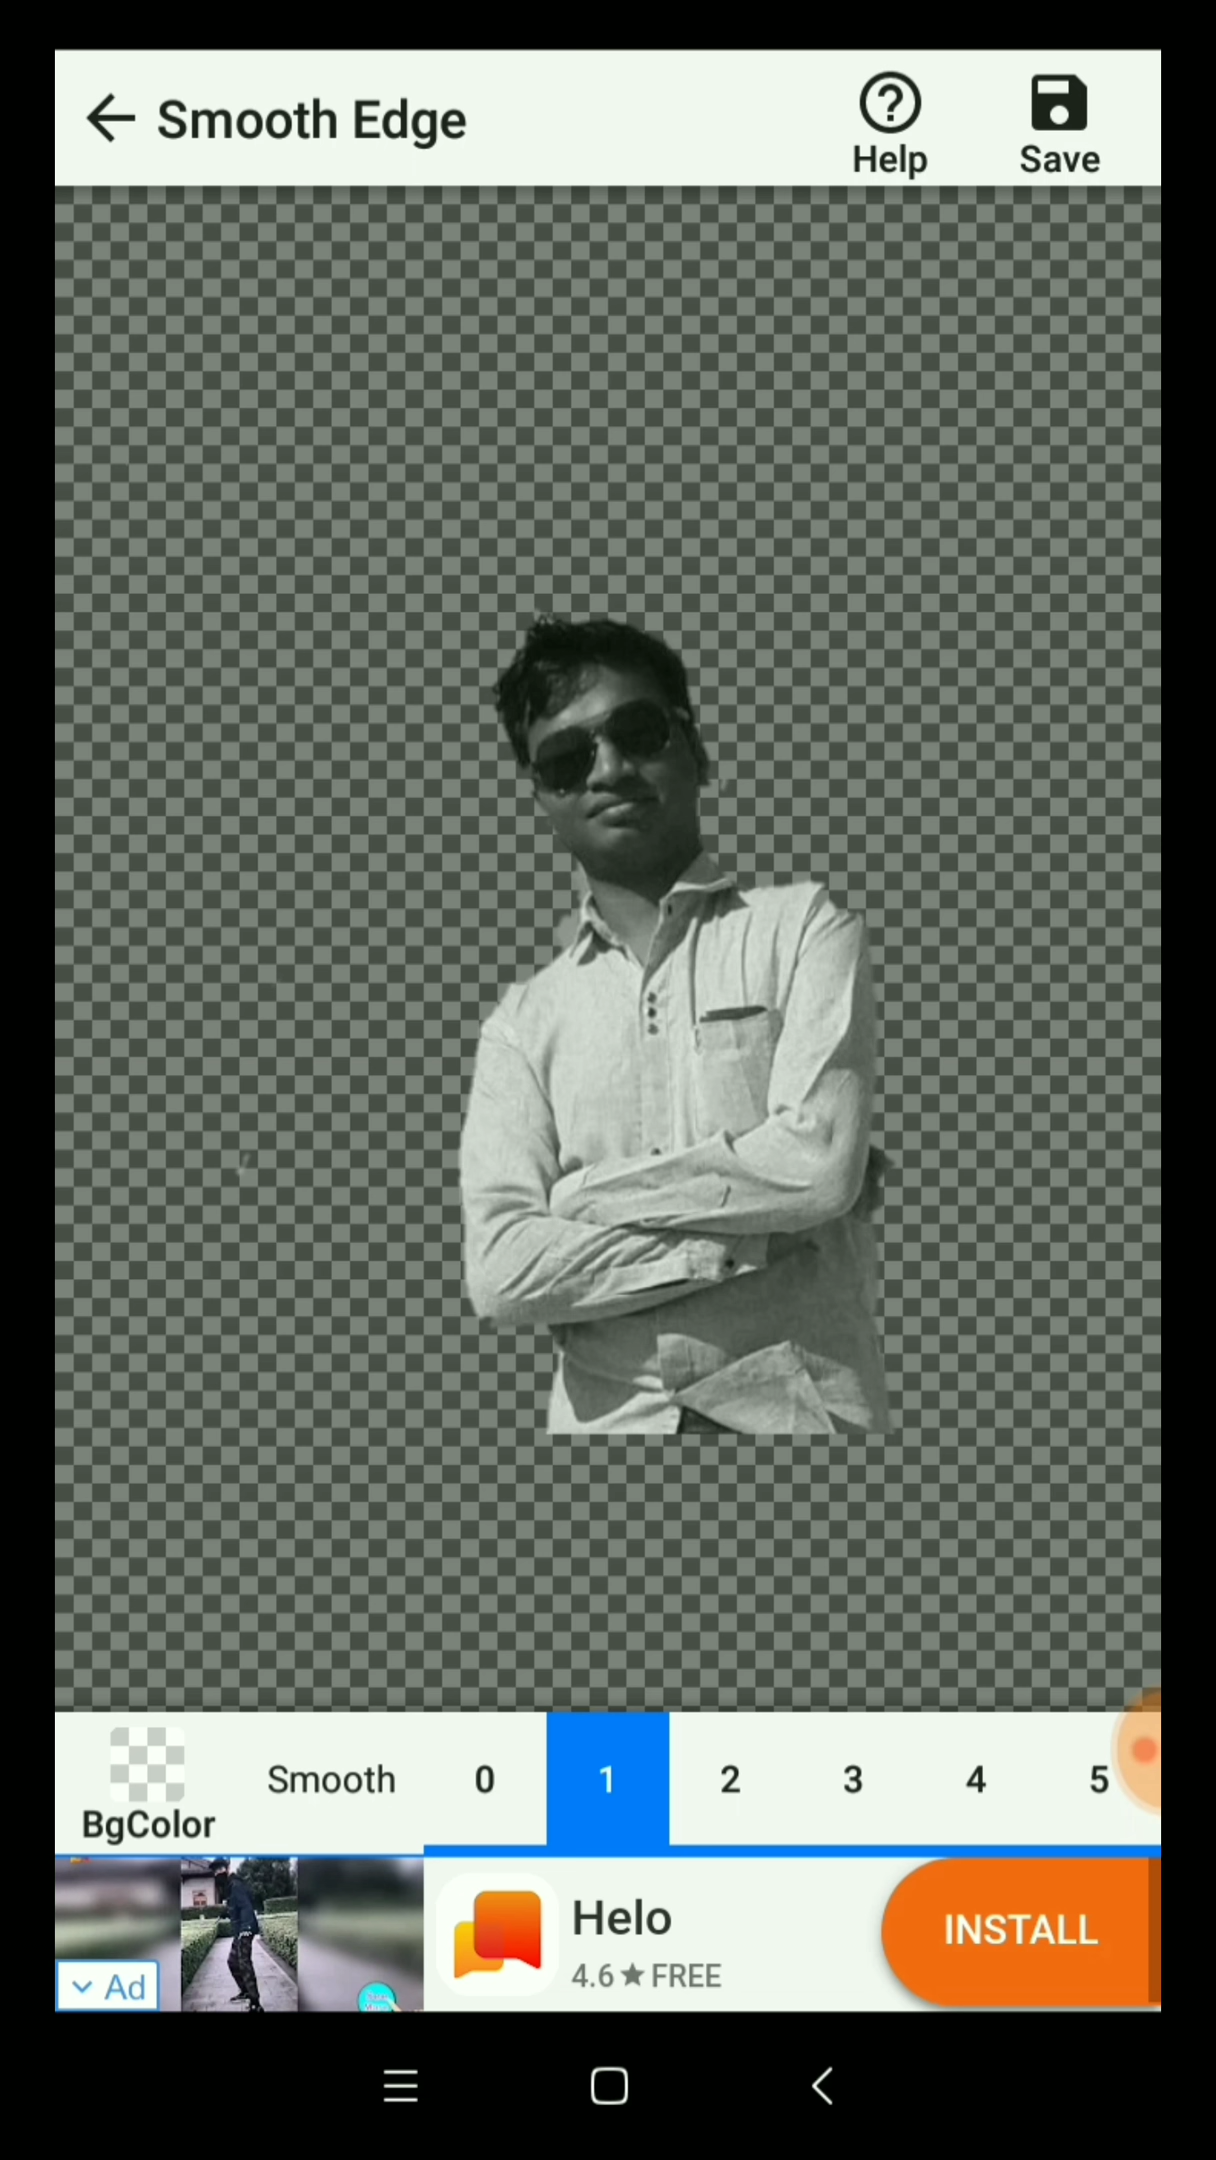 Smooth Edge
Help
Save
BgColor
Smooth
0
1
2
3
4
5
Ad
Helo
4.6★FREE
INSTALL